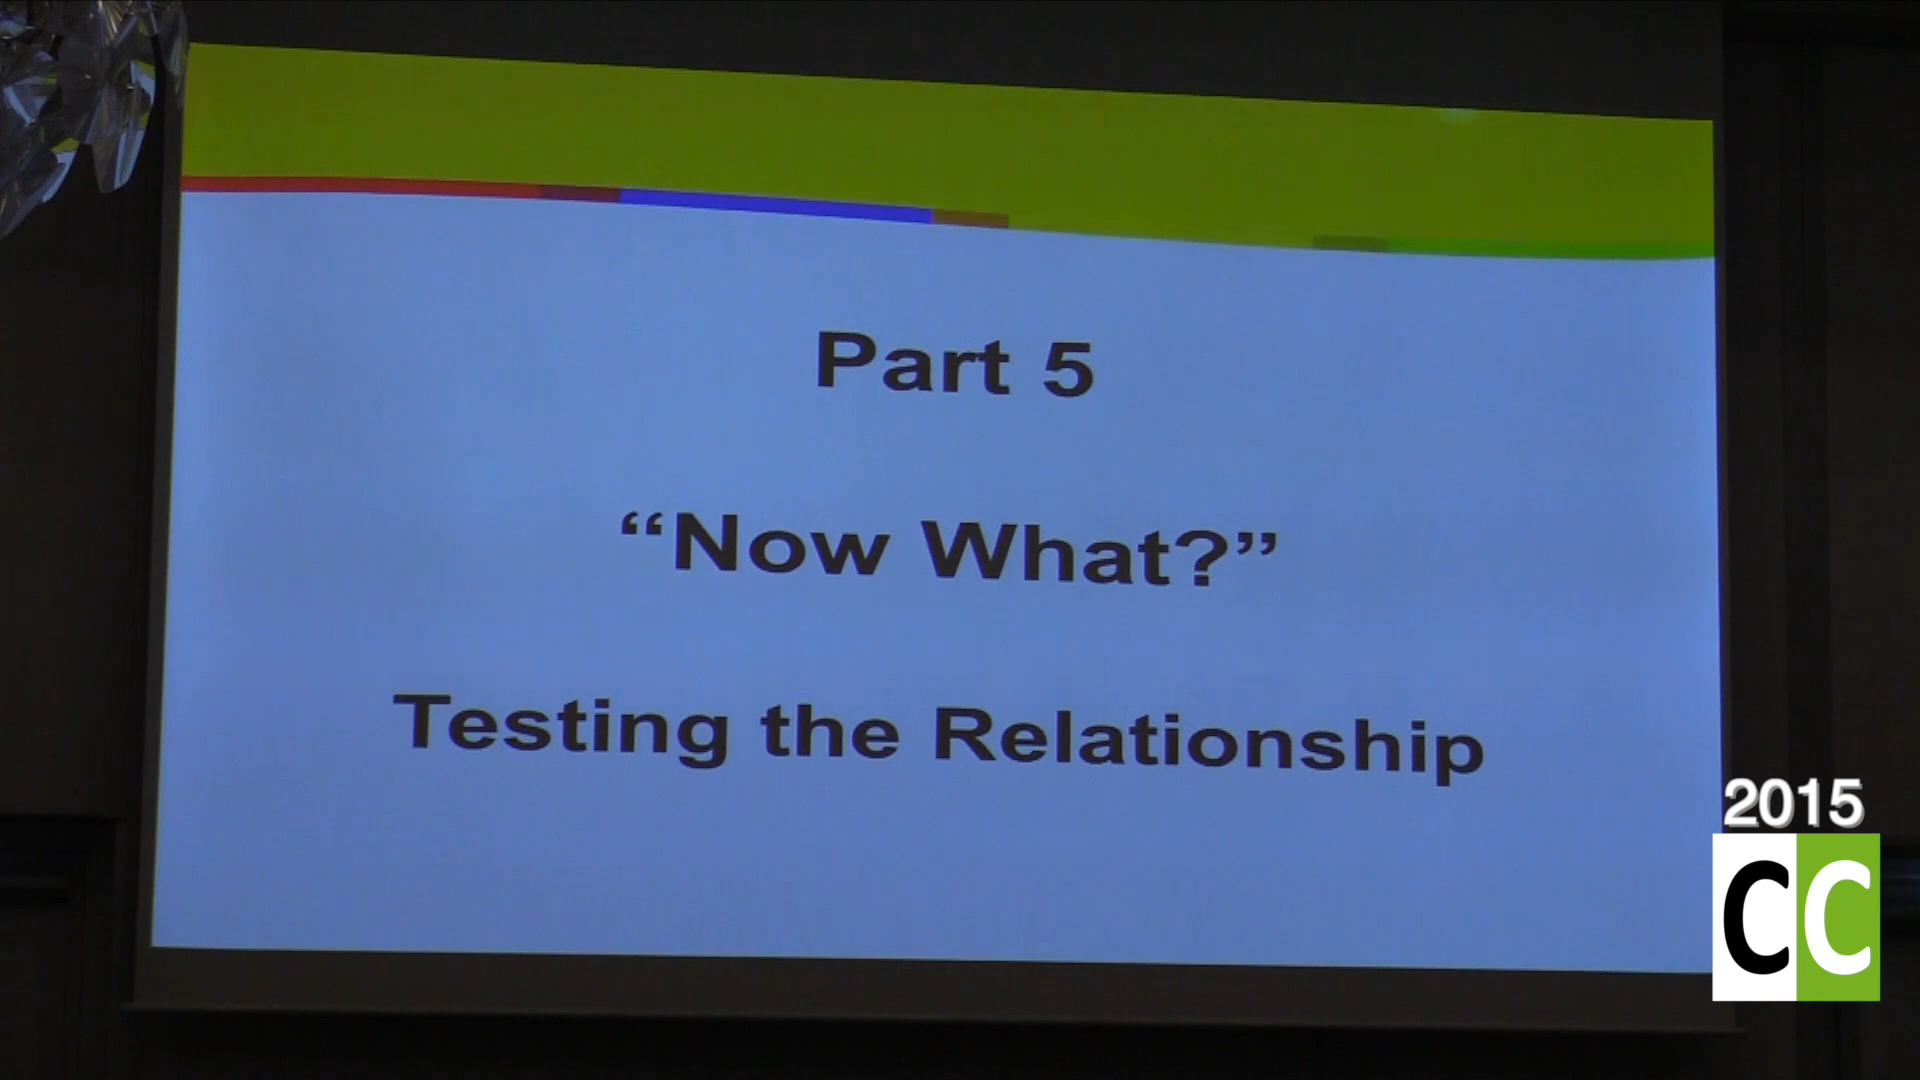 Part 5
“Now What?”
Testing the Relationship
2015
CC